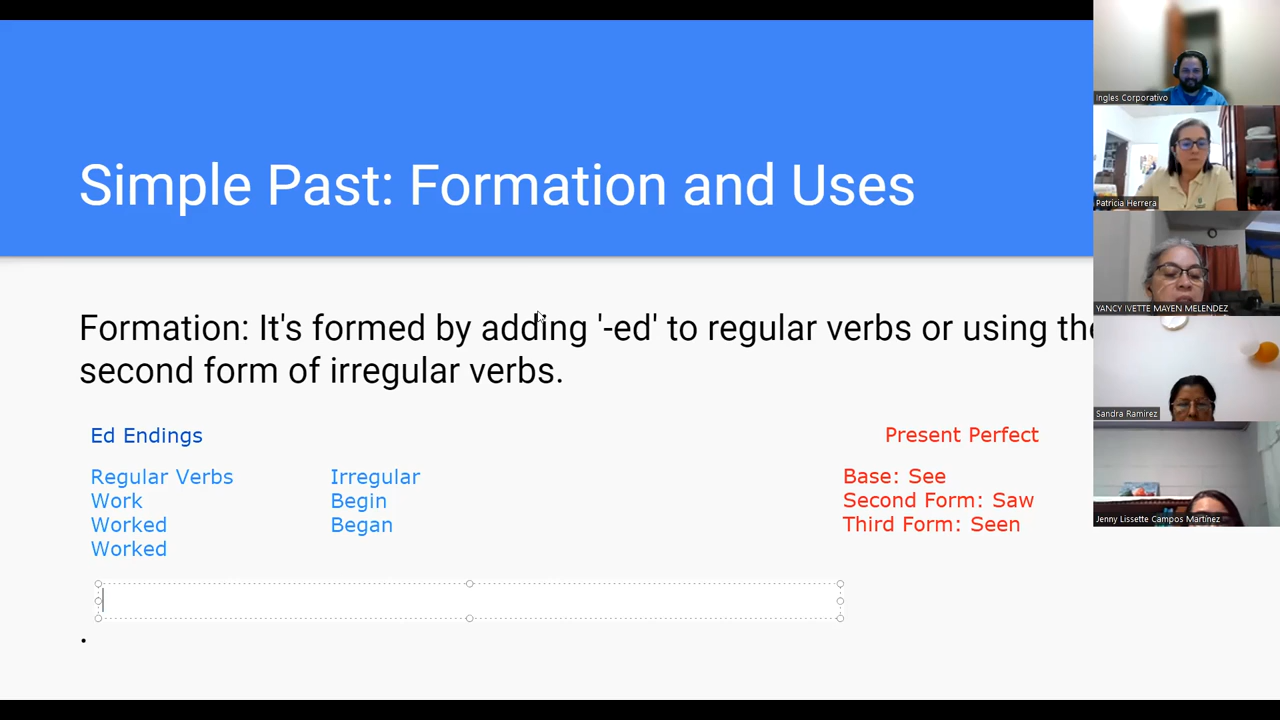 Simple Past: Formation and Uses
Formation: It's formed by adding '-ed' to regular verbs or using the
second form of irregular verbs.
Ed Endings
Regular Verbs
Work
Worked
Worked
Irregular
Begin
Began
Present Perfect
Base: See
Second Form: Saw
Third Form: Seen
Ingles Corporativo
Patricia Herrera
YANCY IVETTE MAYEN MELENDEZ
Sandra Ramirez
Jenny Lissette Campos Martínez